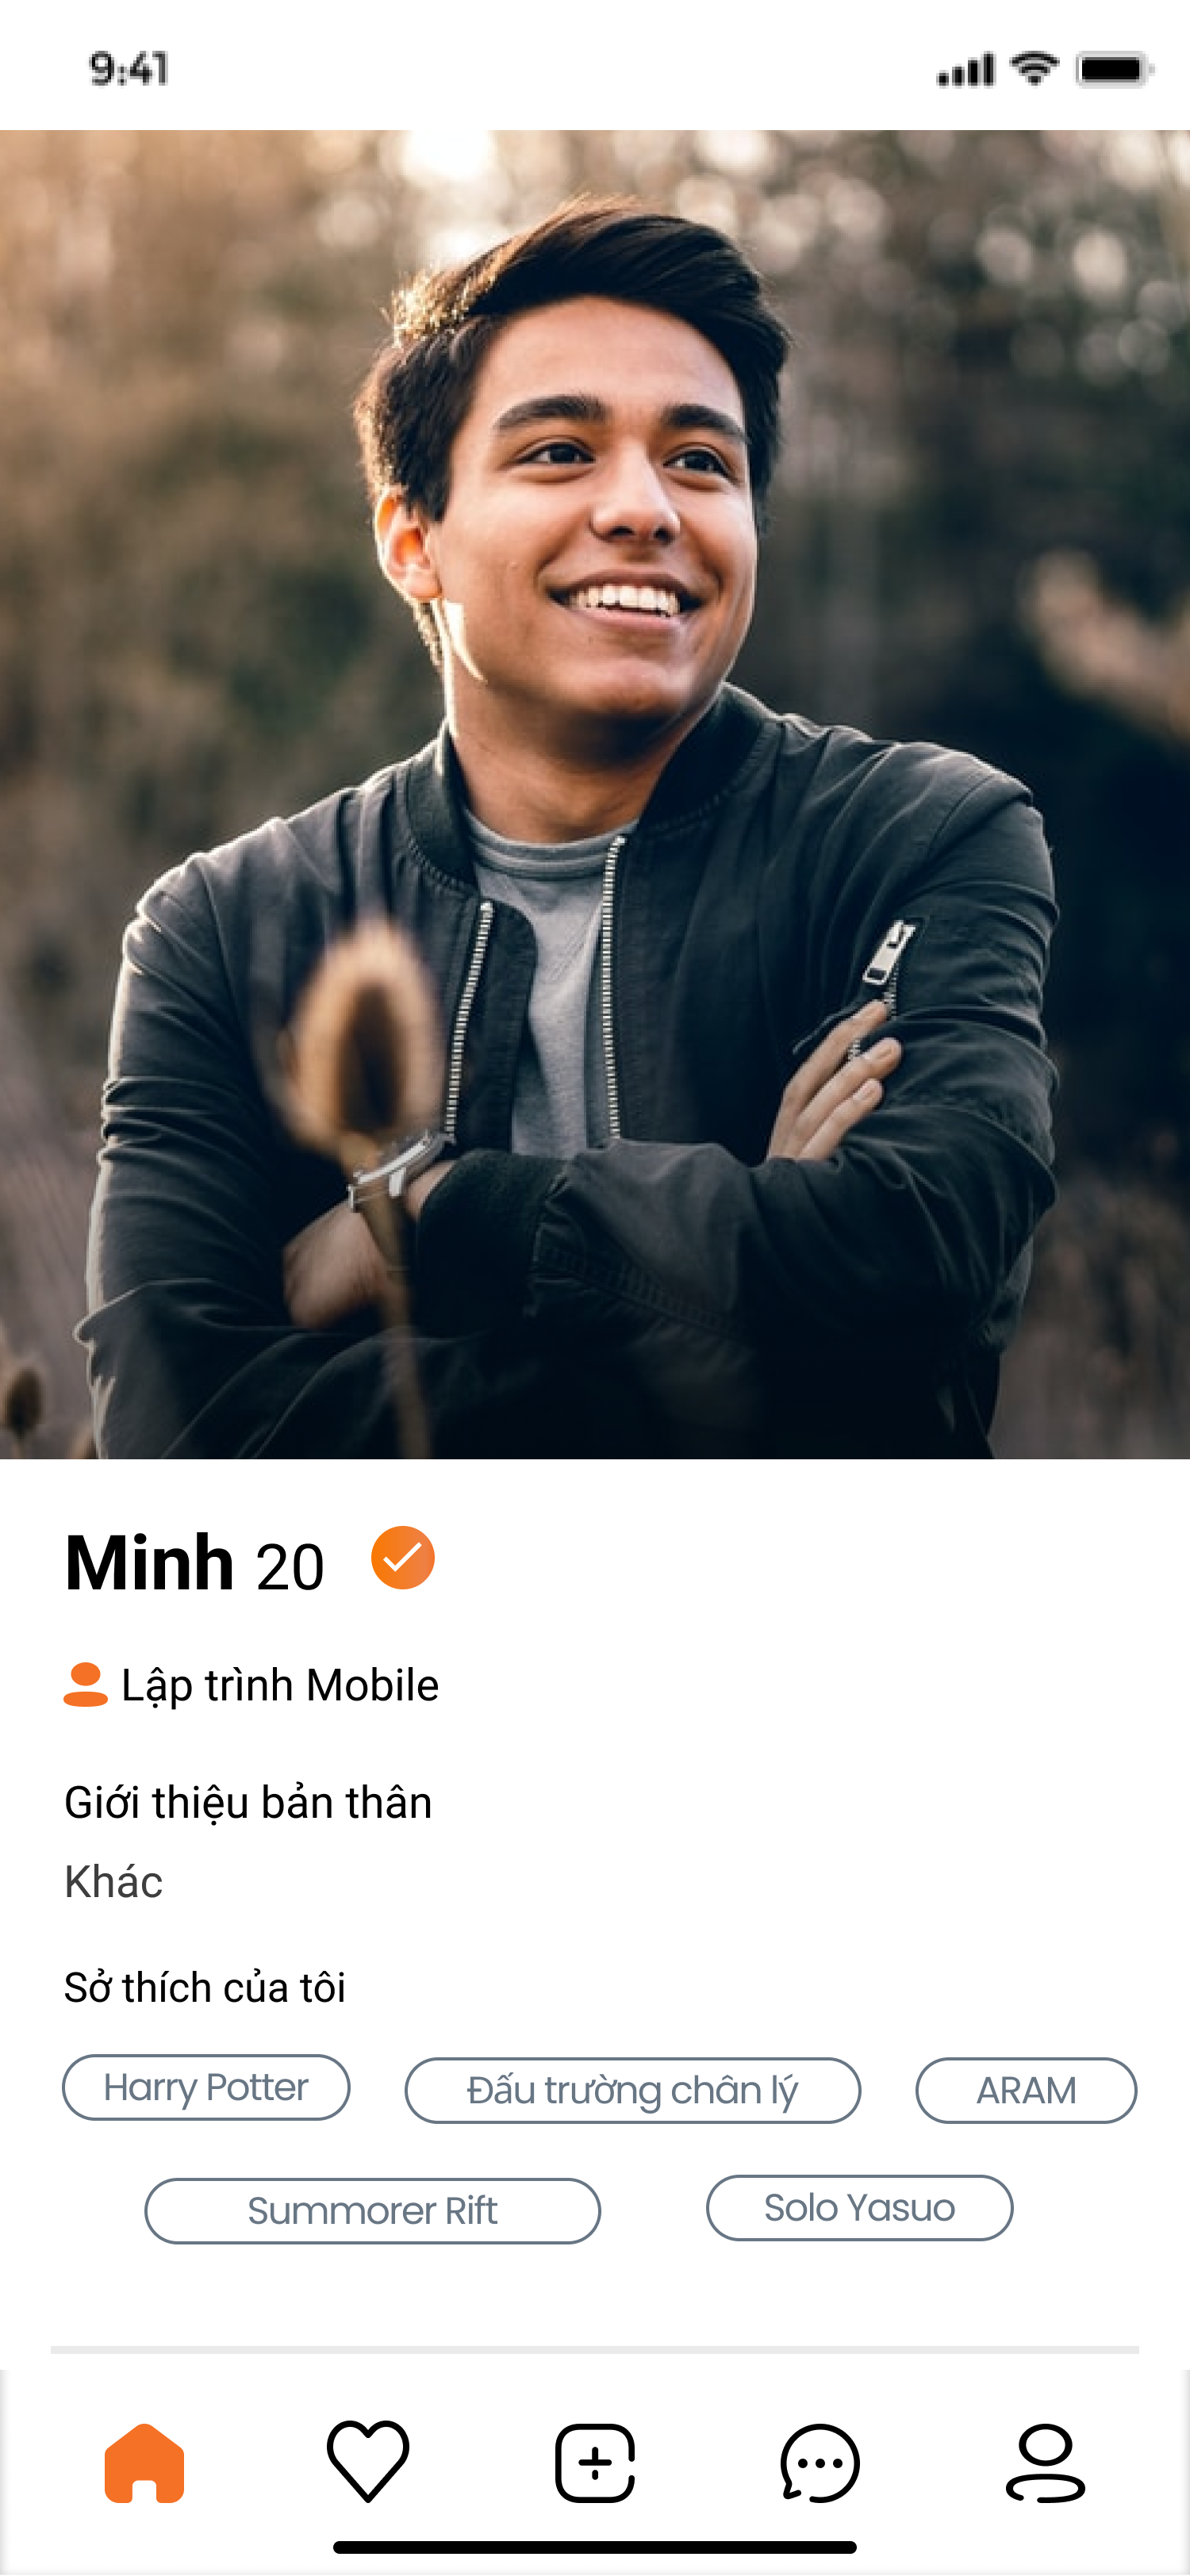 9:41
Minh 20
Lập trình Mobile
Giới thiệu bản thân
Khác
Sở thích của tôi
Harry Potter Đấu trường chân lý ARAM
Summorer Rift Solo Yasuo